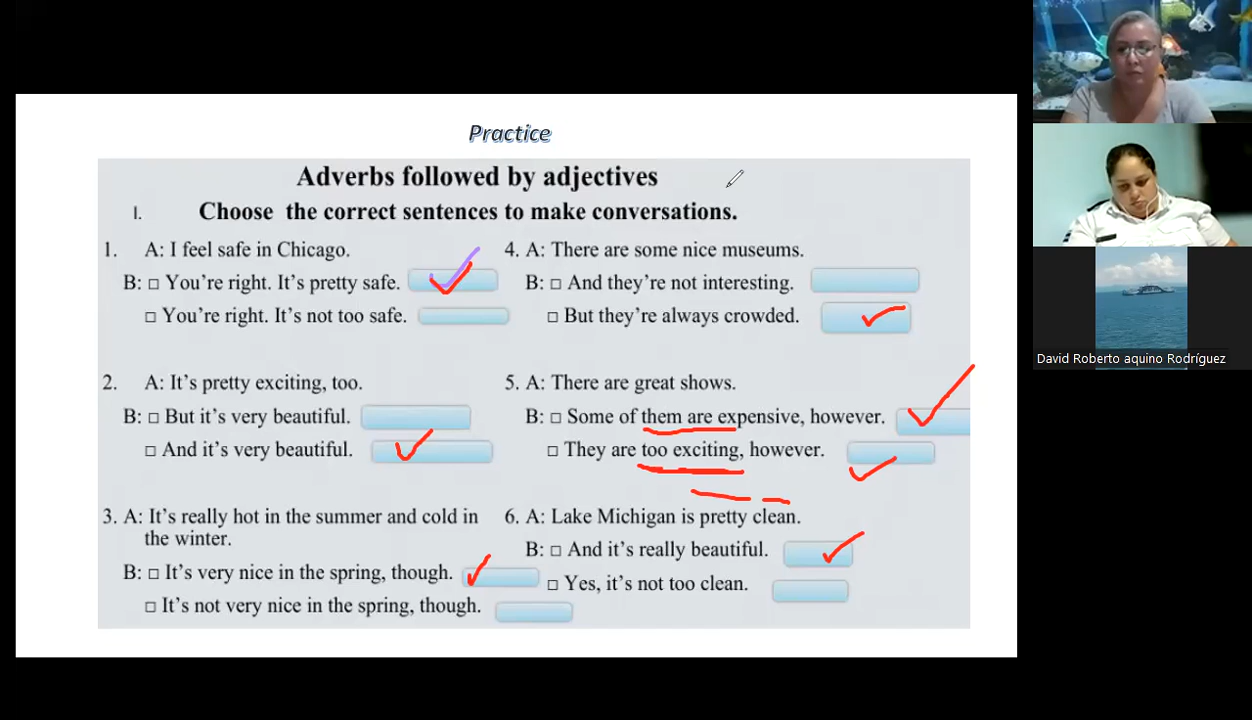 Practice
Adverbs followed by adjectives
I. Choose the correct sentences to make conversations.
1. A: I feel safe in Chicago.
B: □ You're right. It's pretty safe.
□ You're right. It's not too safe.
2. A: It's pretty exciting, too.
B: □ But it's very beautiful.
□ And it's very beautiful.
3. A: It's really hot in the summer and cold in
the winter.
B: □ It's very nice in the spring, though.
□ It's not very nice in the spring, though.
4. A: There are some nice museums.
B: □ And they're not interesting.
□ But they're always crowded.
5. A: There are great shows.
B: □ Some of them are expensive, however.
□ They are too exciting, however.
6. A: Lake Michigan is pretty clean.
B: □ And it's really beautiful.
□ Yes, it's not too clean.
David Roberto aquino Rodríguez